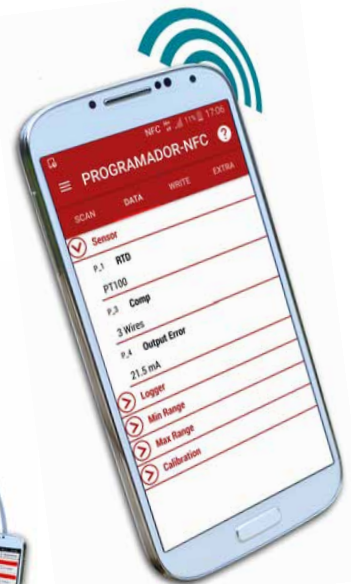 NFC 11% 17:06
PROGRAMADOR-NFC ?
SCAN DATA WRITE EXTRA
Sensor
P_1 RTD
PT100
P_3 Comp
3 Wires
P_4 Output Error
21.5 mA
Logger
Min Range
Max Range
Calibration